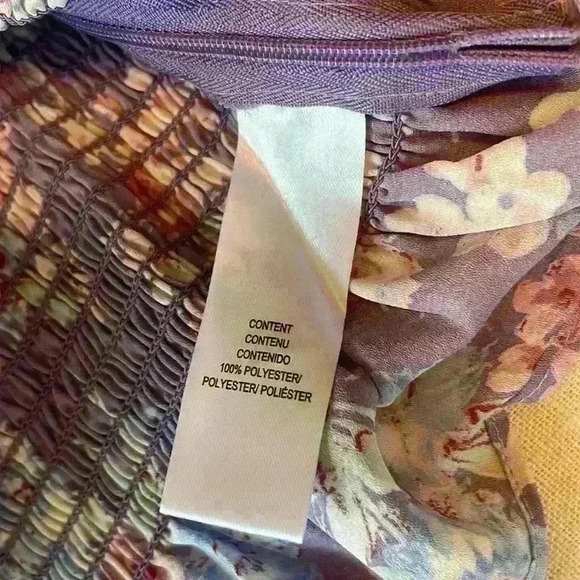 CONTENT
CONTENU
CONTENIDO
100% POLYESTER/
POLYESTER/ POLIÉSTER